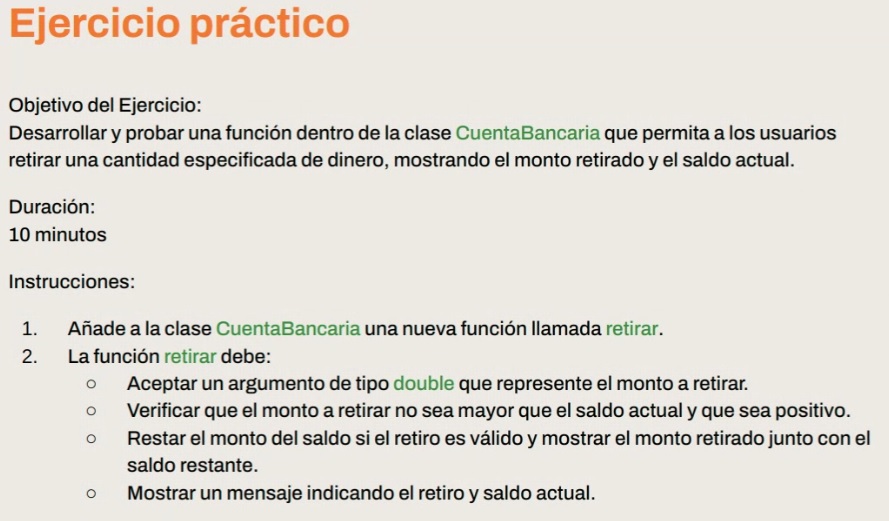 Ejercicio práctico
Objetivo del Ejercicio:
Desarrollar y probar una función dentro de la clase CuentaBancaria que permita a los usuarios
retirar una cantidad especificada de dinero, mostrando el monto retirado y el saldo actual.
Duración:
10 minutos
Instrucciones:
1. Añade a la clase CuentaBancaria una nueva función llamada retirar.
2. La función retirar debe:
○ Aceptar un argumento de tipo double que represente el monto a retirar.
○ Verificar que el monto a retirar no sea mayor que el saldo actual y que sea positivo.
○ Restar el monto del saldo si el retiro es válido y mostrar el monto retirado junto con el
saldo restante.
○ Mostrar un mensaje indicando el retiro y saldo actual.